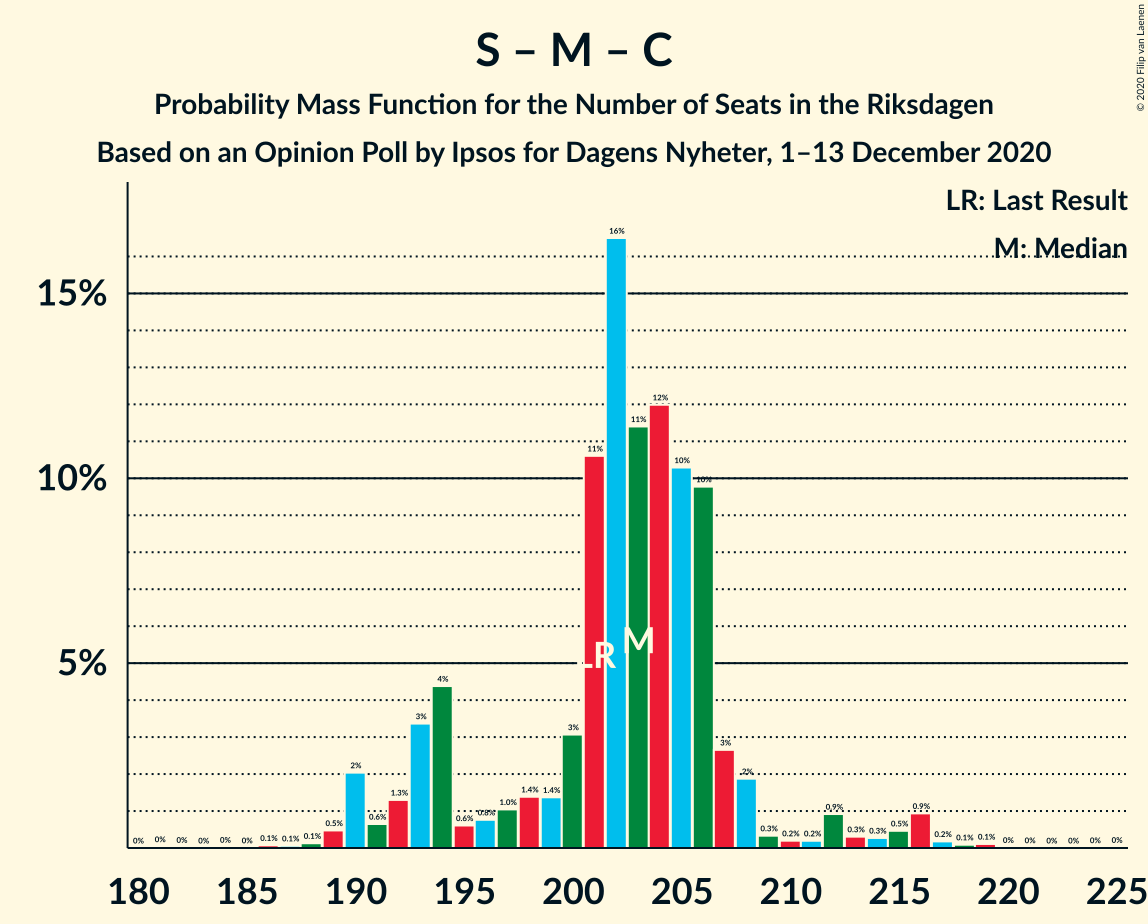 S – M – C
Probability Mass Function for the Number of Seats in the Riksdagen
Based on an Opinion Poll by Ipsos for Dagens Nyheter, 1–13 December 2020
© 2020 Filip van Laenen
LR: Last Result
M: Median
15%
10%
5%
0% 0% 0% 0% 0% 0% 0.1% 0.1% 0.1% 0.5% 2% 0.6% 1.3% 3% 4% 0.6% 0.8% 1.0% 1.4% 1.4% 3% 11% 16% 11% 12% 10% 10% 3% 2% 0.3% 0.2% 0.2% 0.9% 0.3% 0.3% 0.5% 0.9% 0.2% 0.1% 0.1% 0% 0% 0% 0% 0% 0%
LR M
180 185 190 195 200 205 210 215 220 225